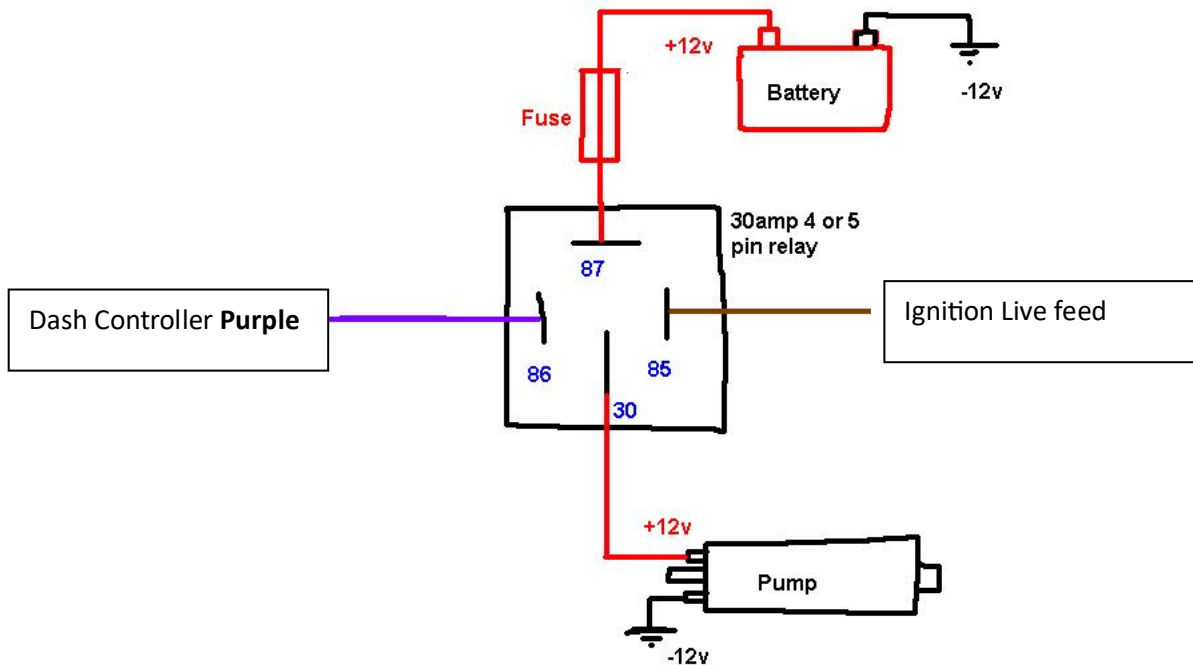 +12v
Battery
-12v
Fuse
30amp 4 or 5
pin relay
87
Dash Controller Purple
Ignition Live feed
86
85
30
+12v
Pump
-12v